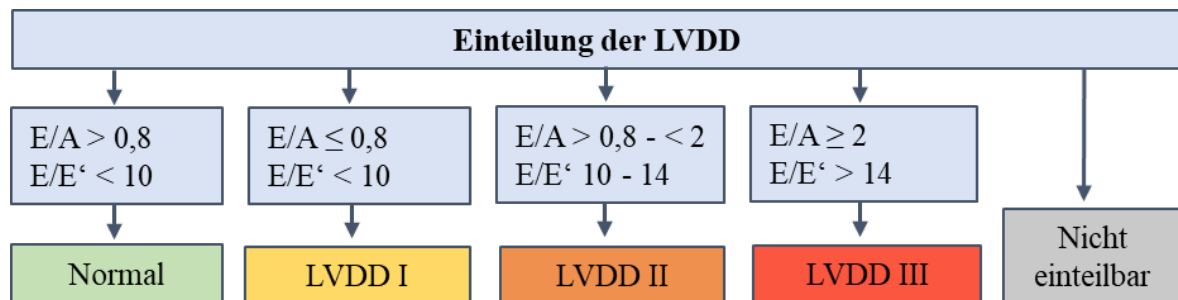 Einteilung der LVDD
E/A > 0,8
E/E‘ < 10
E/A ≤ 0,8
E/E‘ < 10
E/A > 0,8 - < 2
E/E‘ 10 - 14
E/A ≥ 2
E/E‘ > 14
Normal
LVDD I
LVDD II
LVDD III
Nicht
einteilbar